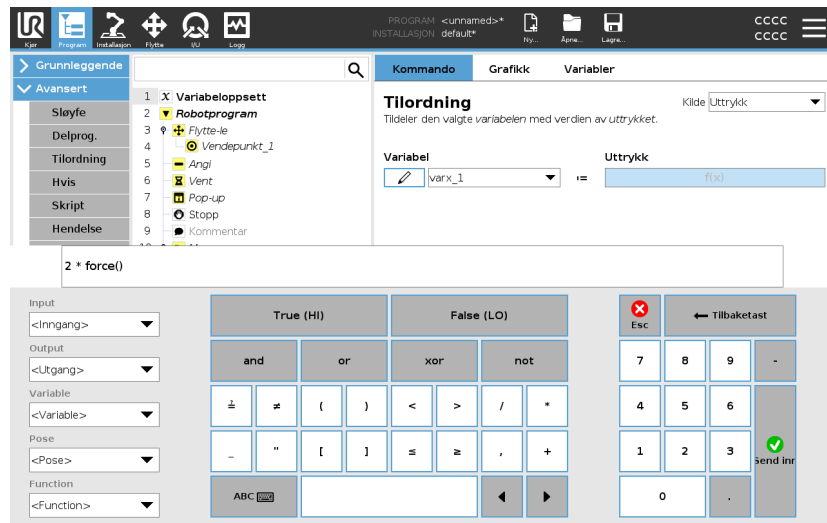 PROGRAM <unnamed>*
INSTALLASJON default*
CCCC
CCCC
Kjør Program Installasjon Flytte I/U Logg Ny... Åpne... Lagre...
Grunnleggende
Avansert
Sløyfe
Delprog.
Tilordning
Hvis
Skript
Hendelse
1 X Variabeloppsett
2 Robotprogram
3 Flytte-le
4 Vendepunkt_1
5 Angi
6 Vent
7 Pop-up
8 Stopp
9 Kommentar
Kommando Grafikk Variabler
Tilordning
Kilde Uttrykk
Tildeler den valgte variabelen med verdien av uttrykket.
Variabel Uttrykk
varx_1 := f(x)
2 * force()
Input
<Inngang>
Output
<Utgang>
Variable
<Variable>
Pose
<Pose>
Function
<Function>
True (HI) False (LO)
and or xor not
≟ ≠ ( ) < > / *
_ " [ ] ≤ ≥ , +
ABC
Esc Tilbaketast
7 8 9 -
4 5 6
1 2 3 Send inn
0 .